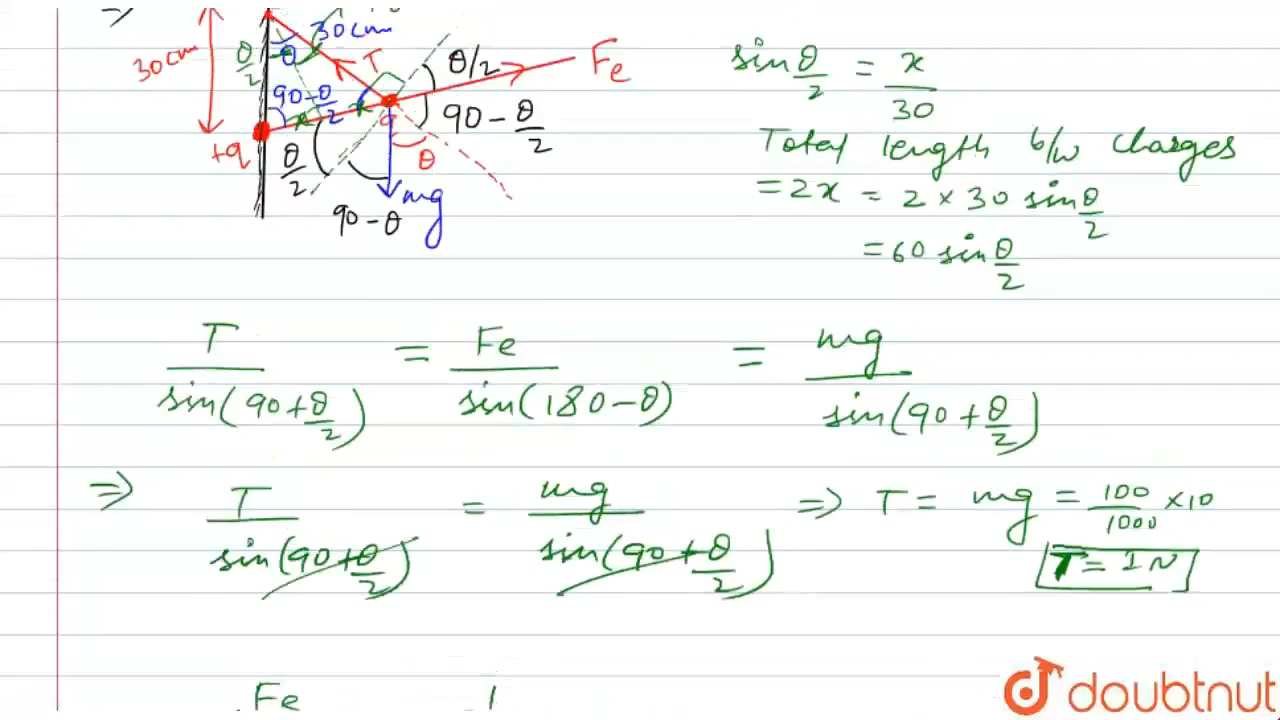 ⇒
30cm
30cm
θ/2 θ
T
θ/2
Fe
90-θ/2
x x
90-θ/2
+q
q
θ/2
θ
mg
90-θ
sin θ/2 = x/30
Total length b/w charges
= 2x = 2 × 30 sin θ/2
= 60 sin θ/2
T/sin(90+θ/2) = Fe/sin(180-θ) = mg/sin(90+θ/2)
⇒ T/sin(90+θ/2) = mg/sin(90+θ/2) ⇒ T = mg = 100/1000 ×10
T = 1N
Fe
doubtnut